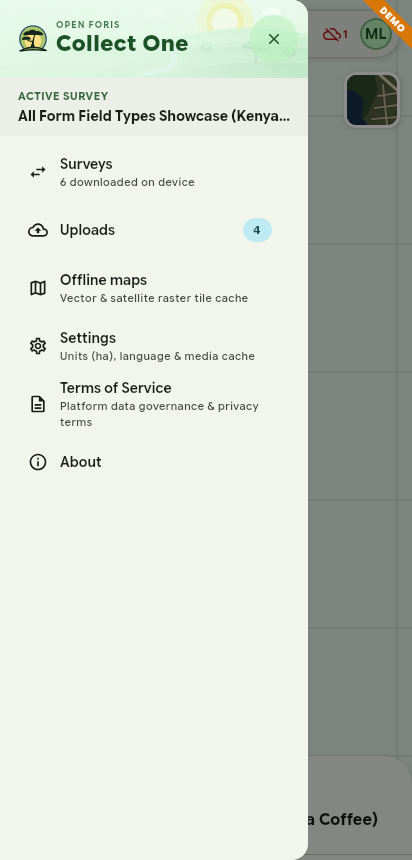 OPEN FORIS
Collect One
1
ML
DEMO
ACTIVE SURVEY
All Form Field Types Showcase (Kenya...
Surveys
6 downloaded on device
Uploads
4
Offline maps
Vector & satellite raster tile cache
Settings
Units (ha), language & media cache
Terms of Service
Platform data governance & privacy
terms
About
a Coffee)